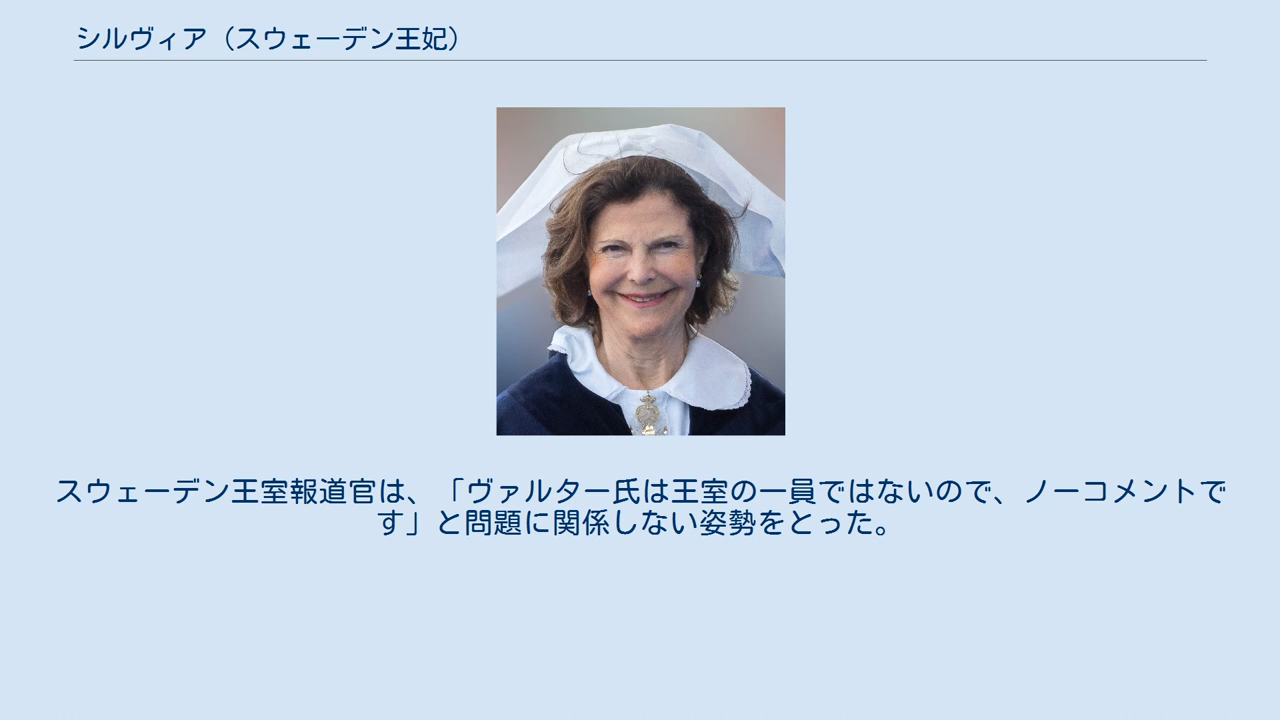 シルヴィア（スウェーデン王妃）
スウェーデン王室報道官は、「ヴァルター氏は王室の一員ではないので、ノーコメントで
す」と問題に関係しない姿勢をとった。